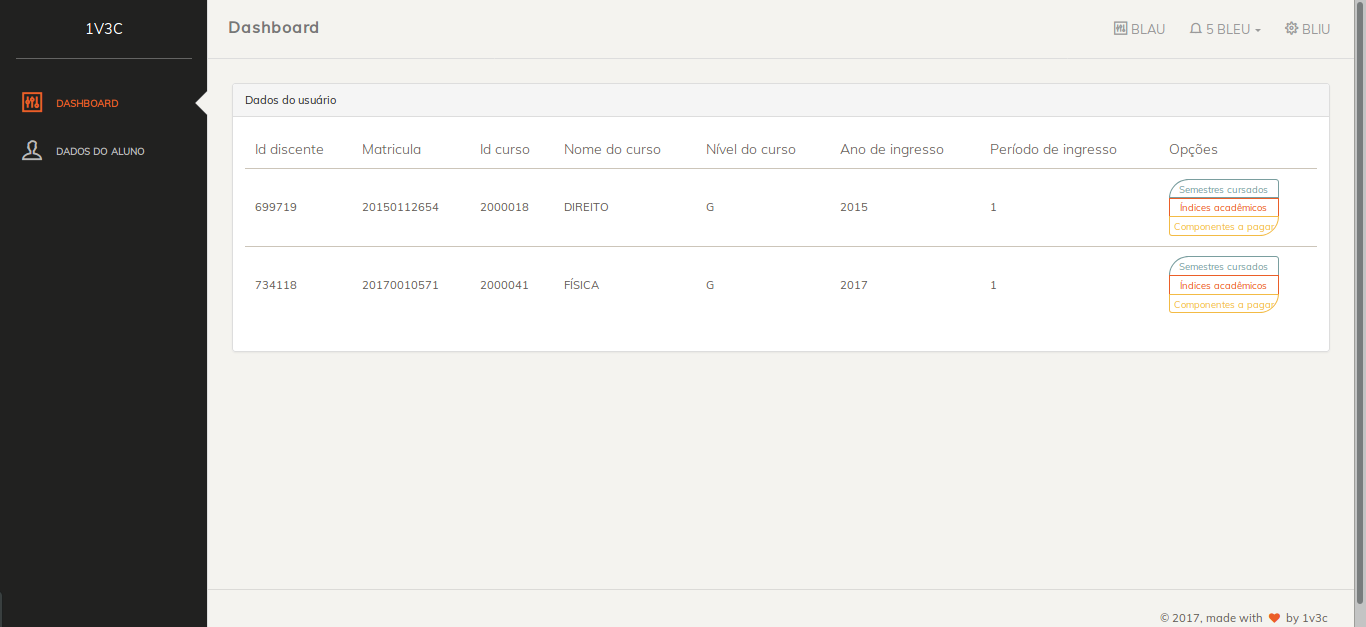 1V3C
Dashboard
BLAU 5 BLEU BLIU
DASHBOARD
DADOS DO ALUNO
Dados do usuário
Id discente Matricula Id curso Nome do curso Nível do curso Ano de ingresso Período de ingresso Opções
699719 20150112654 2000018 DIREITO G 2015 1
Semestres cursados
Índices acadêmicos
Componentes a pagar
734118 20170010571 2000041 FÍSICA G 2017 1
Semestres cursados
Índices acadêmicos
Componentes a pagar
© 2017, made with ❤ by 1v3c